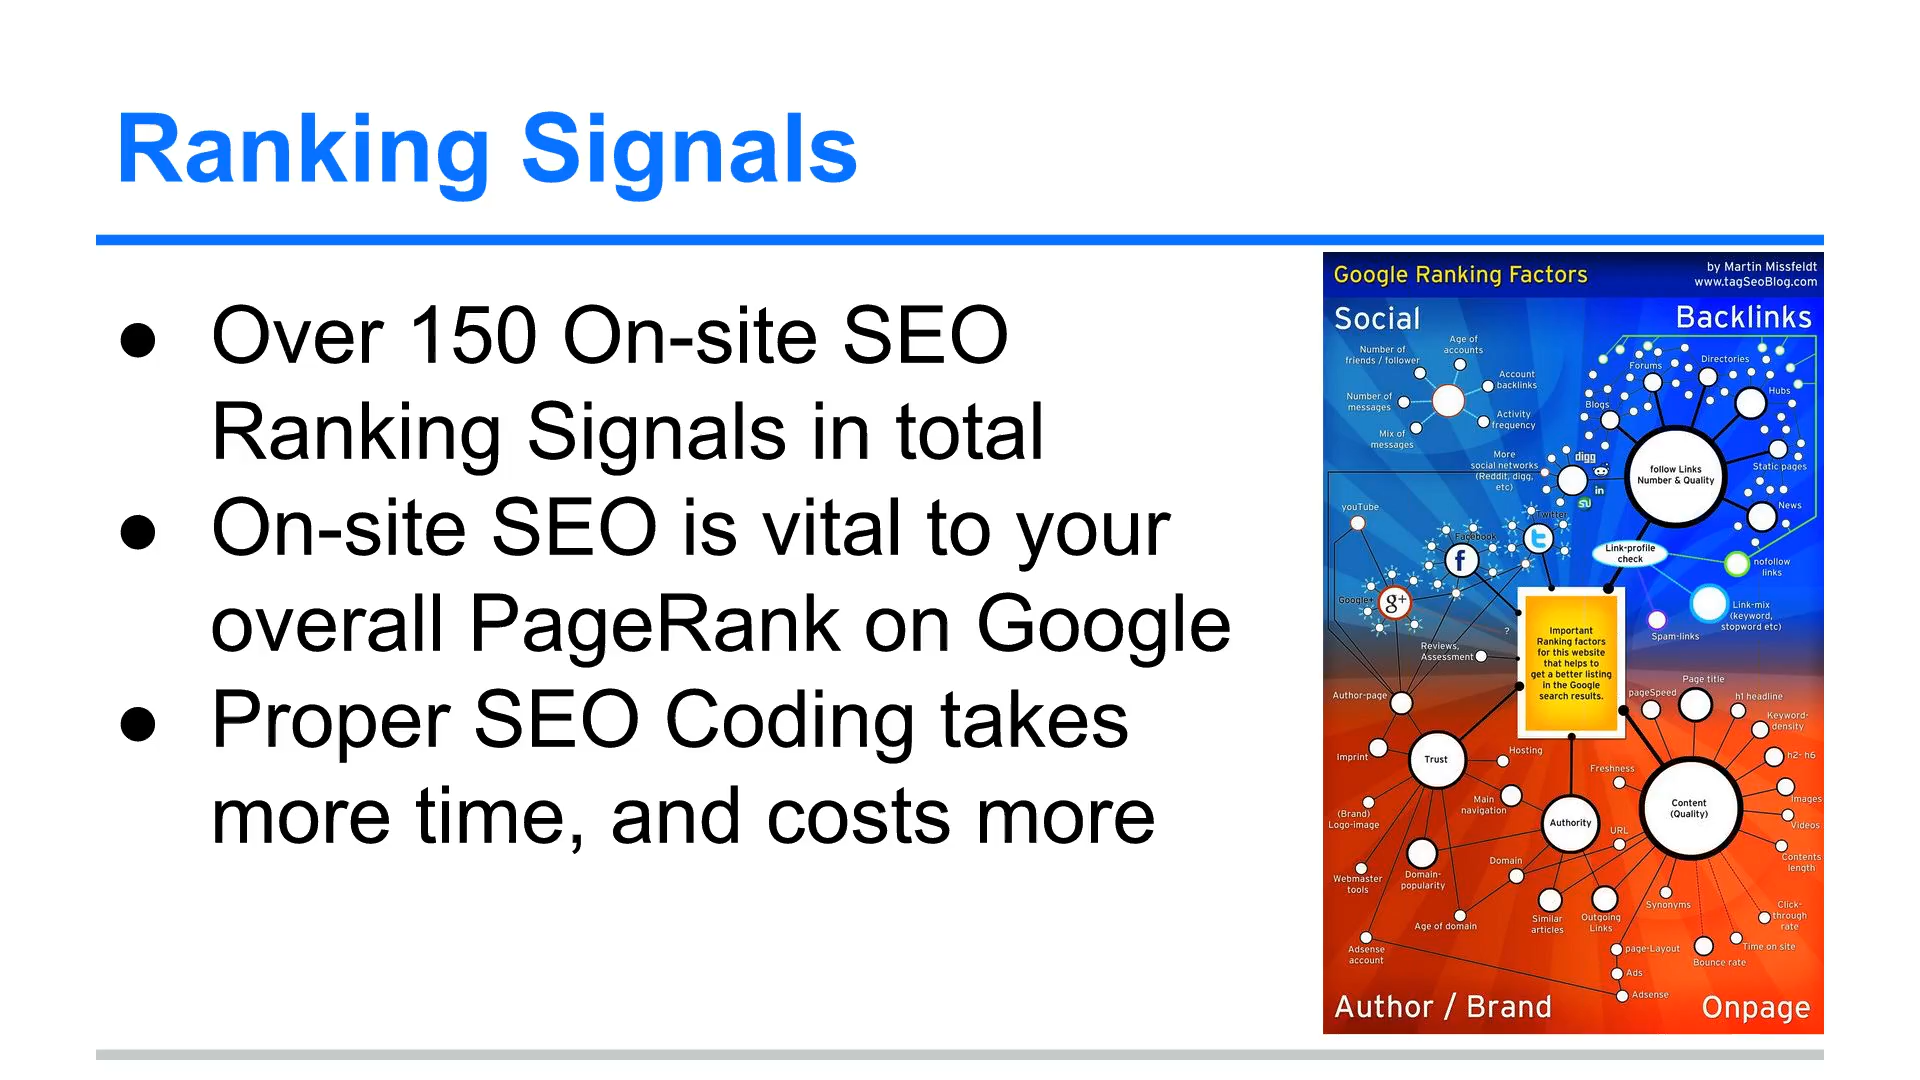 Ranking Signals
● Over 150 On-site SEO
Ranking Signals in total
● On-site SEO is vital to your
overall PageRank on Google
● Proper SEO Coding takes
more time, and costs more
Google Ranking Factors
by Martin Missfeldt
www.tagSeoBlog.com
Social
Backlinks
Age of
accounts
Number of
friends / follower
Account
backlinks
Number of
messages
Activity
frequency
Mix of
messages
More
social networks
(Reddit, digg,
etc)
digg
in
youTube
Twitter
t
Facebook
f
Google+
g+
?
Reviews,
Assessment
Forums
Directories
Hubs
Blogs
follow Links
Number & Quality
Static pages
News
Link-profile
check
nofollow
links
Link-mix
(keyword,
stopword etc)
Spam-links
Important
Ranking factors
for this website
that helps to
get a better listing
in the Google
search results.
Author-page
Imprint
Trust
Hosting
(Brand)
Logo-image
Main
navigation
Webmaster
tools
Domain-
popularity
Domain
Age of domain
Adsense
account
Authority
Freshness
URL
Similar
articles
Outgoing
Links
pageSpeed
Page title
h1 headline
Keyword-
density
h2- h6
Images
Videos
Contents
length
Content
(Quality)
Synonyms
Click-
through
rate
Time on site
Bounce rate
page-Layout
Ads
Adsense
Author / Brand
Onpage